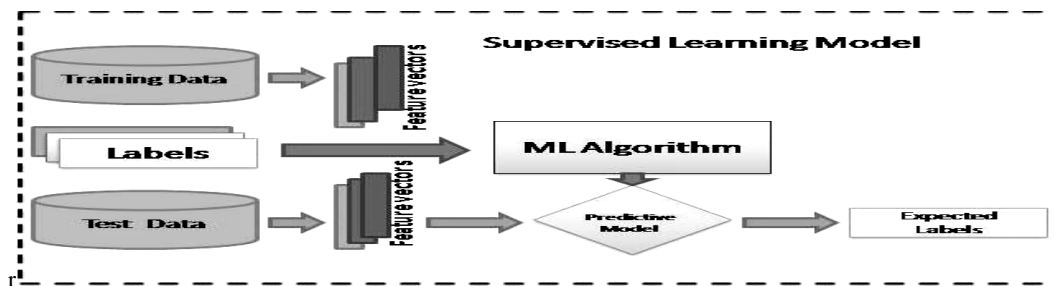 Supervised Learning Model
Training Data
Feature vectors
Labels
ML Algorithm
Test Data
Feature vectors
Predictive
Model
Expected
Labels
r